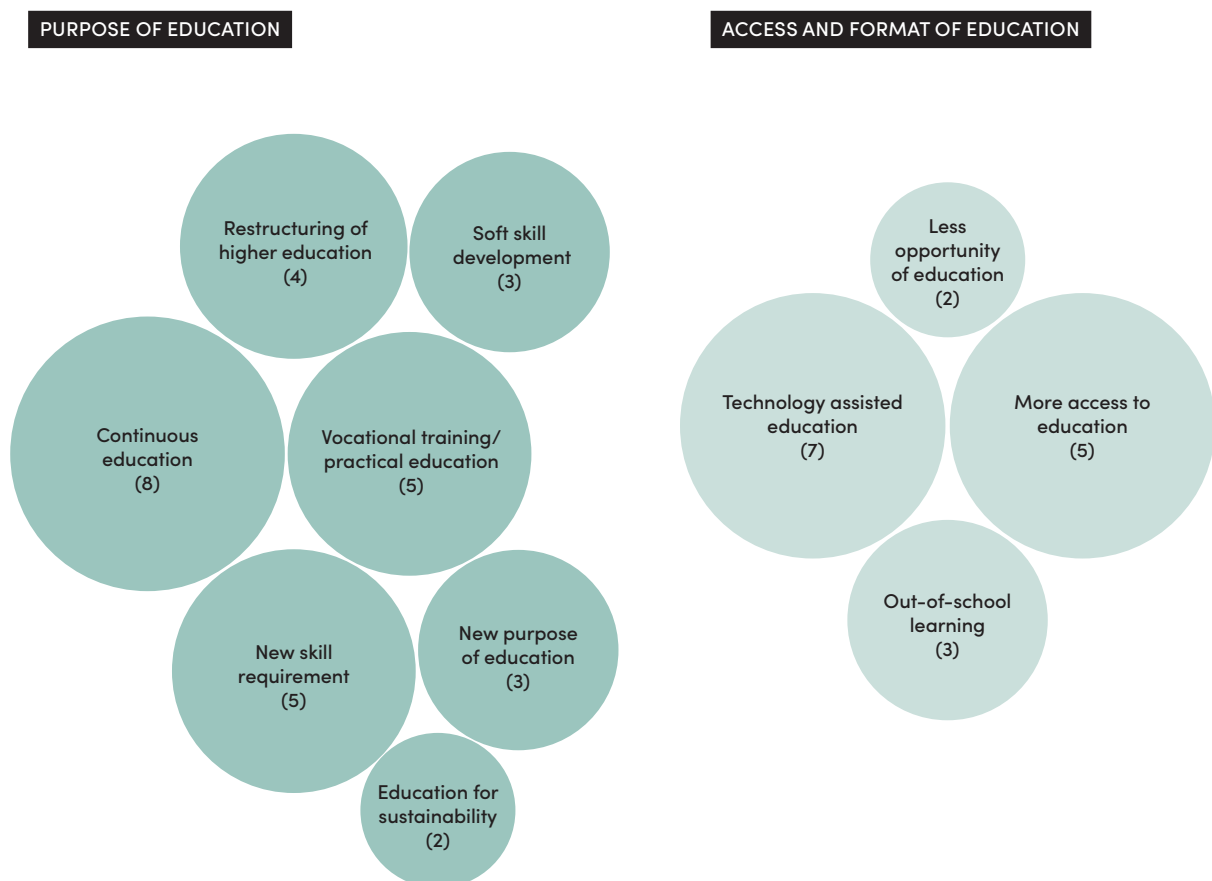 PURPOSE OF EDUCATION
Restructuring of
higher education
(4)
Soft skill
development
(3)
Continuous
education
(8)
Vocational training/
practical education
(5)
New skill
requirement
(5)
New purpose
of education
(3)
Education for
sustainability
(2)
ACCESS AND FORMAT OF EDUCATION
Less
opportunity
of education
(2)
Technology assisted
education
(7)
More access to
education
(5)
Out-of-school
learning
(3)